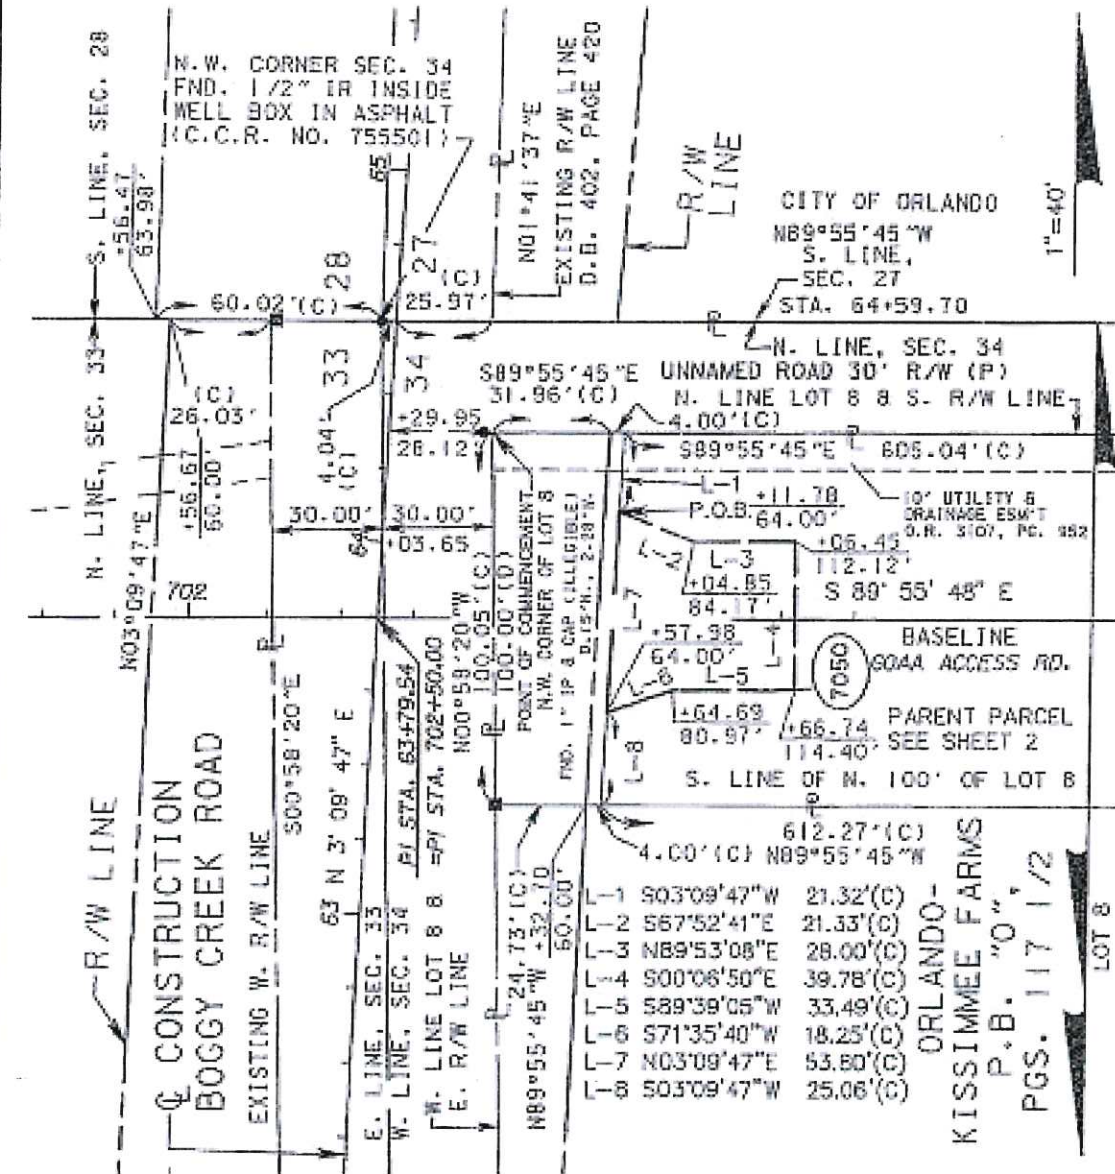 S. LINE, SEC. 28
+56.47
63.98'
N.W. CORNER SEC. 34
FND. 1/2" IR INSIDE
WELL BOX IN ASPHALT
(C.C.R. NO. 755501)
65
N01°41'37"E
EXISTING R/W LINE
D.B. 402, PAGE 420
R/W
LINE
CITY OF ORLANDO
N89°55'45"W
S. LINE,
SEC. 27
STA. 64+59.70
1"=40'
60.02'(C)
28
27
(C)
25.97'
N. LINE, SEC. 33
33
34
(C)
26.03'
+56.67
60.00'
4.04'
(C)
N. LINE, SEC. 34
S89°55'45"E
31.96'(C)
UNNAMED ROAD 30' R/W (P)
N. LINE LOT 8 & S. R/W LINE
4.00'(C)
S89°55'45"E 605.04'(C)
+29.95
28.12'
30.00'
30.00'
64
+03.65
L-1
P.O.B.
+11.78
64.00'
10' UTILITY &
DRAINAGE ESM'T
O.R. 3107, PG. 952
L-2
L-3
+06.45
112.12'
+04.85
84.17'
S 89° 55' 48" E
N03°09'47"E
702
L-7
L-4
+57.98
64.00'
L-6
L-5
7050
BASELINE
GOAA ACCESS RD.
+64.69
80.97'
+66.74
114.40'
PARENT PARCEL
SEE SHEET 2
L-8
S. LINE OF N. 100' OF LOT 8
N00°58'20"W
100.05'(C)
100.00'(D)
POINT OF COMMENCEMENT
N.W. CORNER OF LOT 8
FND. 1" IP & CAP (ILLEGIBLE)
PI STA. 63+79.54
=PI STA. 702+50.00
S00°58'20"E
N 3° 09' 47" E
63
R/W LINE
℄ CONSTRUCTION
BOGGY CREEK ROAD
EXISTING W. R/W LINE
E. LINE, SEC. 33
W. LINE, SEC. 34
W. LINE LOT 8 &
E. R/W LINE
N89°55'45"W
24.73'(C)
+32.70
60.00'
612.27'(C)
4.00'(C) N89°55'45"W
L-1 S03°09'47"W 21.32'(C)
L-2 S67°52'41"E 21.33'(C)
L-3 N89°53'08"E 28.00'(C)
L-4 S00°06'50"E 39.78'(C)
L-5 S89°39'05"W 33.49'(C)
L-6 S71°35'40"W 18.25'(C)
L-7 N03°09'47"E 53.80'(C)
L-8 S03°09'47"W 25.06'(C)
ORLANDO-
KISSIMMEE FARMS
P.B. "O",
PGS. 117 1/2
LOT 8